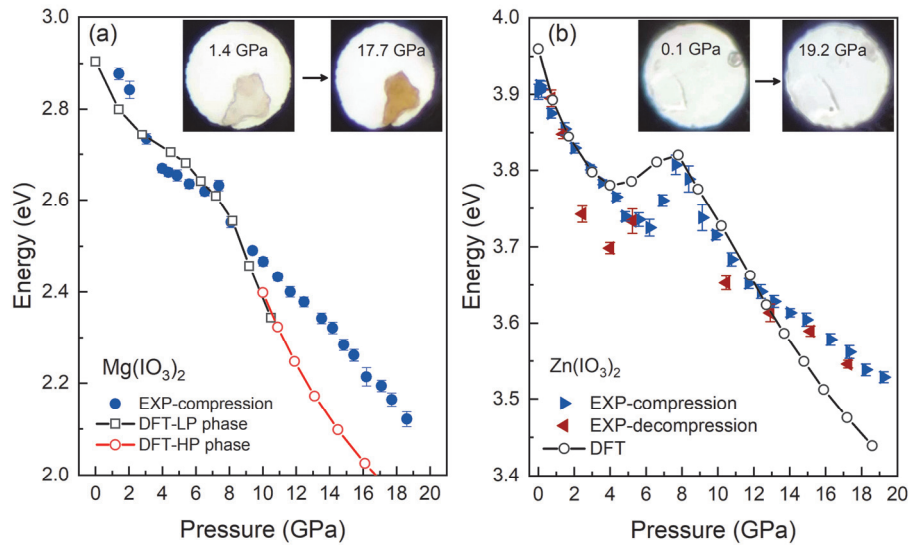 (a)
1.4 GPa
17.7 GPa
3.0
2.8
2.6
2.4
2.2
2.0
Energy (eV)
Mg(IO₃)₂
EXP-compression
DFT-LP phase
DFT-HP phase
0 2 4 6 8 10 12 14 16 18 20
Pressure (GPa)
(b)
0.1 GPa
19.2 GPa
4.0
3.9
3.8
3.7
3.6
3.5
3.4
Energy (eV)
Zn(IO₃)₂
EXP-compression
EXP-decompression
DFT
0 2 4 6 8 10 12 14 16 18 20
Pressure (GPa)